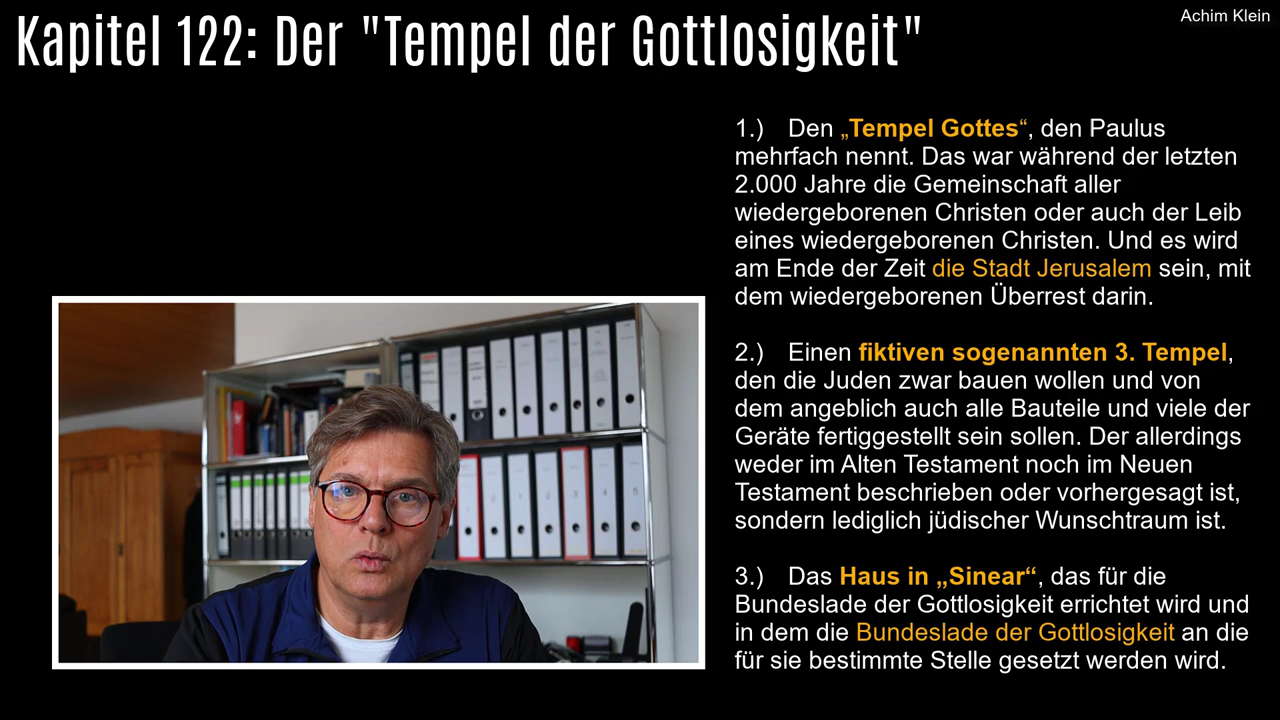 Achim Klein
Kapitel 122: Der "Tempel der Gottlosigkeit"
1.) Den „Tempel Gottes“, den Paulus
mehrfach nennt. Das war während der letzten
2.000 Jahre die Gemeinschaft aller
wiedergeborenen Christen oder auch der Leib
eines wiedergeborenen Christen. Und es wird
am Ende der Zeit die Stadt Jerusalem sein, mit
dem wiedergeborenen Überrest darin.
2.) Einen fiktiven sogenannten 3. Tempel,
den die Juden zwar bauen wollen und von
dem angeblich auch alle Bauteile und viele der
Geräte fertiggestellt sein sollen. Der allerdings
weder im Alten Testament noch im Neuen
Testament beschrieben oder vorhergesagt ist,
sondern lediglich jüdischer Wunschtraum ist.
3.) Das Haus in „Sinear“, das für die
Bundeslade der Gottlosigkeit errichtet wird und
in dem die Bundeslade der Gottlosigkeit an die
für sie bestimmte Stelle gesetzt werden wird.